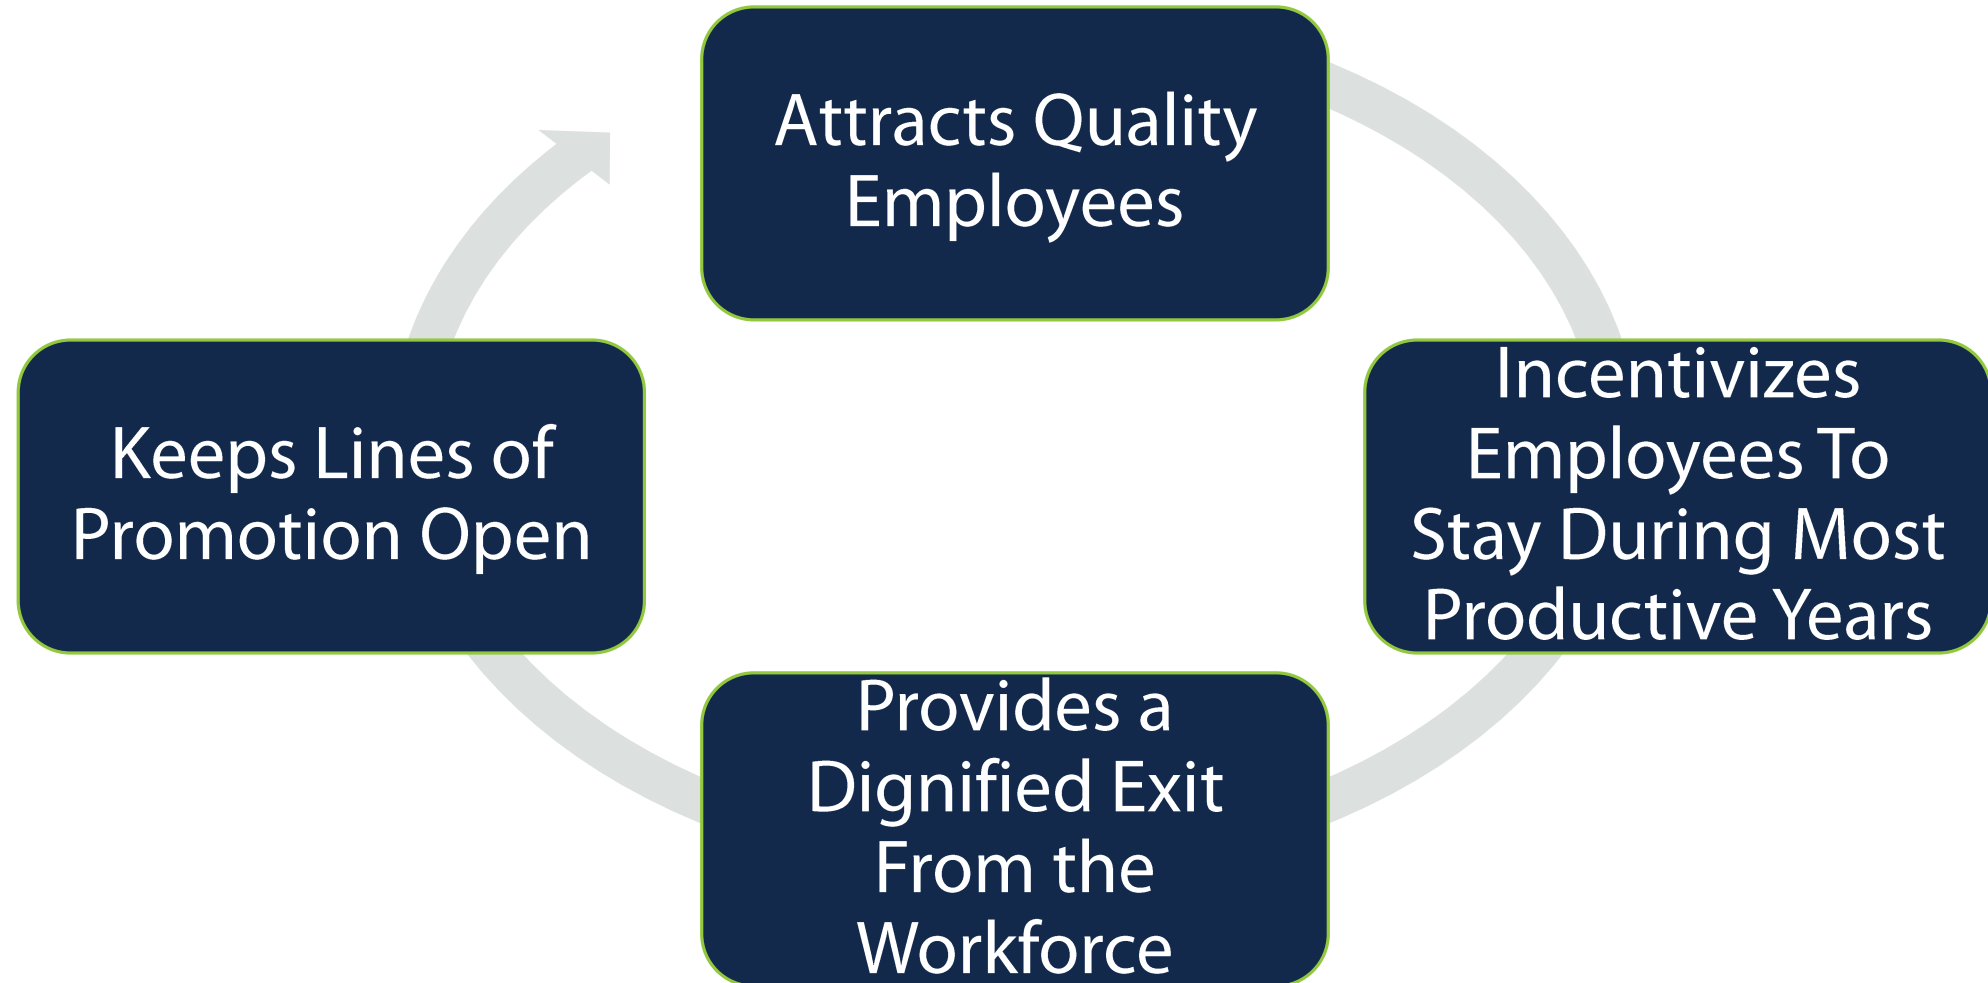 Attracts Quality
Employees
Incentivizes
Employees To
Stay During Most
Productive Years
Provides a
Dignified Exit
From the
Workforce
Keeps Lines of
Promotion Open